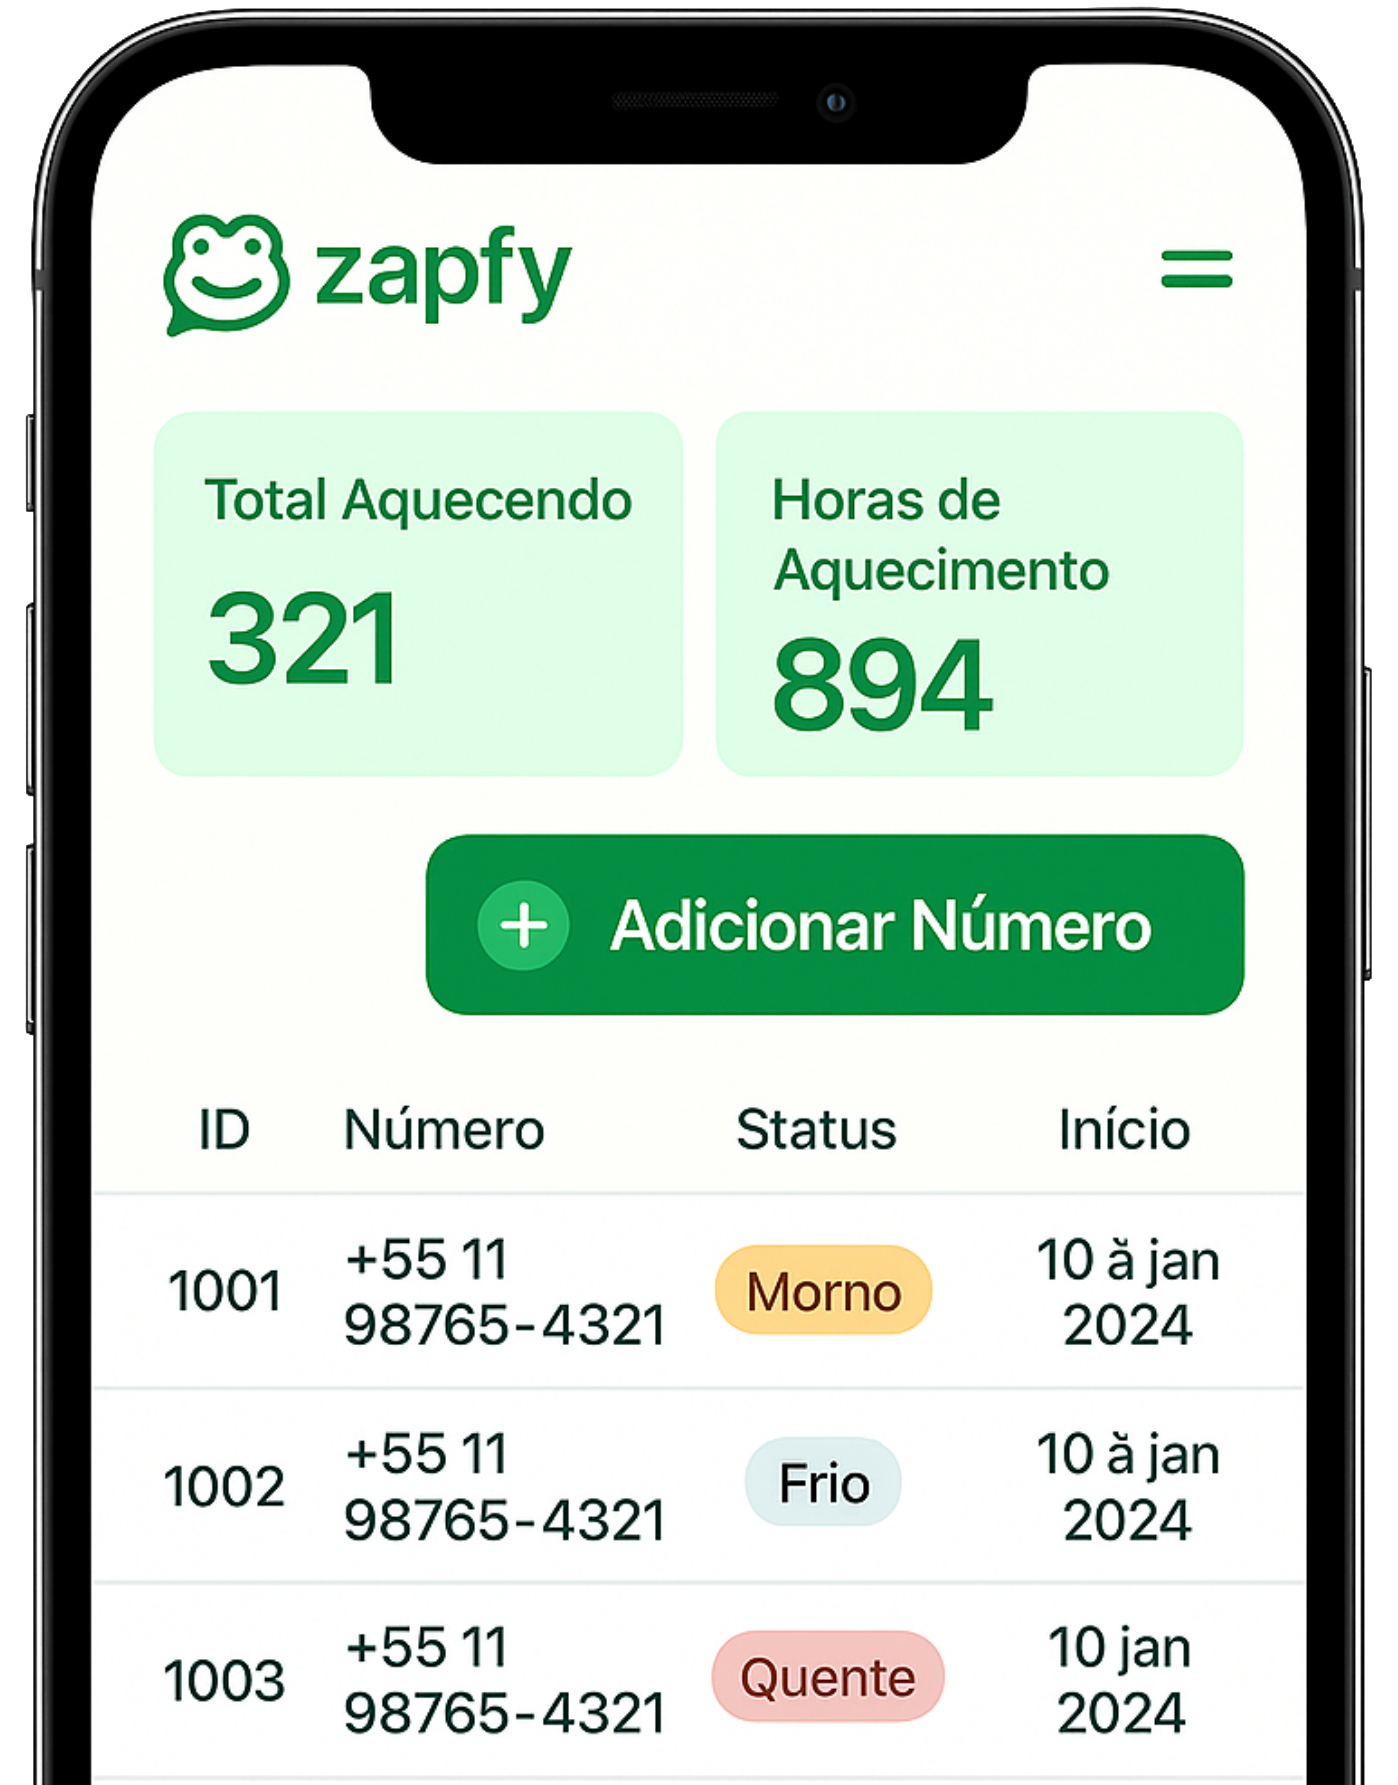 zapfy
Total Aquecendo
321
Horas de
Aquecimento
894
+ Adicionar Número
ID Número Status Início
1001 +55 11 98765-4321 Morno 10 ǎ jan 2024
1002 +55 11 98765-4321 Frio 10 ǎ jan 2024
1003 +55 11 98765-4321 Quente 10 jan 2024